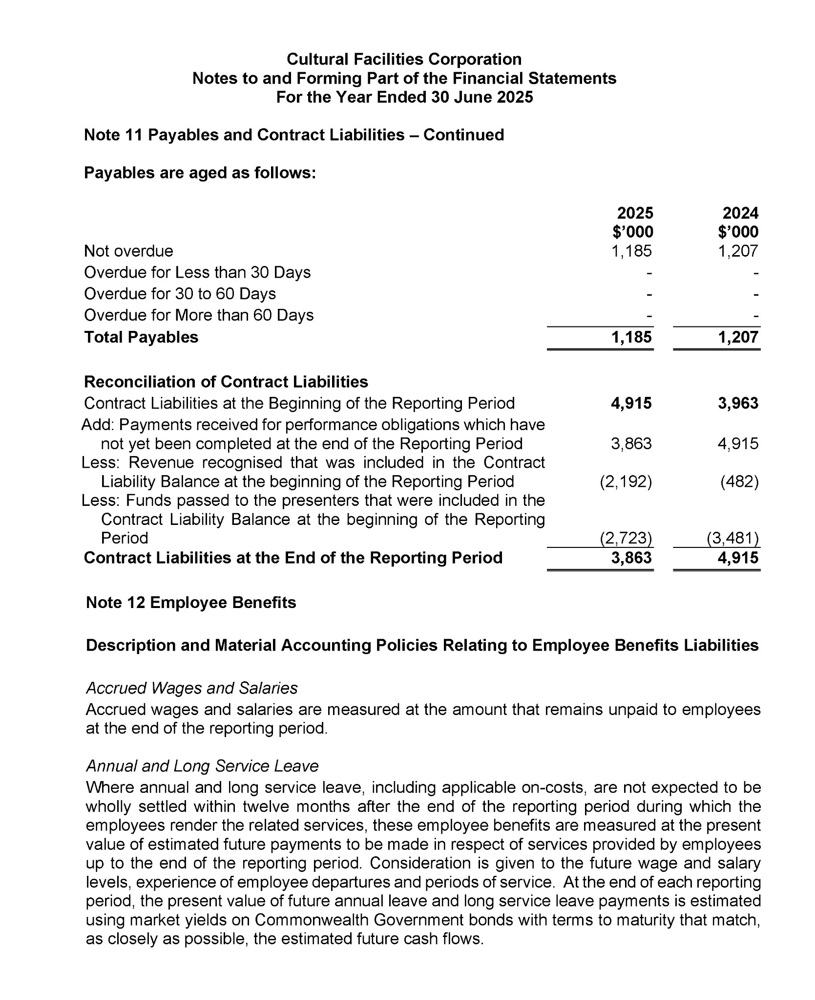 Cultural Facilities Corporation
Notes to and Forming Part of the Financial Statements
For the Year Ended 30 June 2025
Note 11 Payables and Contract Liabilities – Continued
Payables are aged as follows:
2025 2024
$’000 $’000
Not overdue 1,185 1,207
Overdue for Less than 30 Days - -
Overdue for 30 to 60 Days - -
Overdue for More than 60 Days - -
Total Payables 1,185 1,207
Reconciliation of Contract Liabilities
Contract Liabilities at the Beginning of the Reporting Period 4,915 3,963
Add: Payments received for performance obligations which have
not yet been completed at the end of the Reporting Period 3,863 4,915
Less: Revenue recognised that was included in the Contract
Liability Balance at the beginning of the Reporting Period (2,192) (482)
Less: Funds passed to the presenters that were included in the
Contract Liability Balance at the beginning of the Reporting
Period (2,723) (3,481)
Contract Liabilities at the End of the Reporting Period 3,863 4,915
Note 12 Employee Benefits
Description and Material Accounting Policies Relating to Employee Benefits Liabilities
Accrued Wages and Salaries
Accrued wages and salaries are measured at the amount that remains unpaid to employees
at the end of the reporting period.
Annual and Long Service Leave
Where annual and long service leave, including applicable on-costs, are not expected to be
wholly settled within twelve months after the end of the reporting period during which the
employees render the related services, these employee benefits are measured at the present
value of estimated future payments to be made in respect of services provided by employees
up to the end of the reporting period. Consideration is given to the future wage and salary
levels, experience of employee departures and periods of service. At the end of each reporting
period, the present value of future annual leave and long service leave payments is estimated
using market yields on Commonwealth Government bonds with terms to maturity that match,
as closely as possible, the estimated future cash flows.